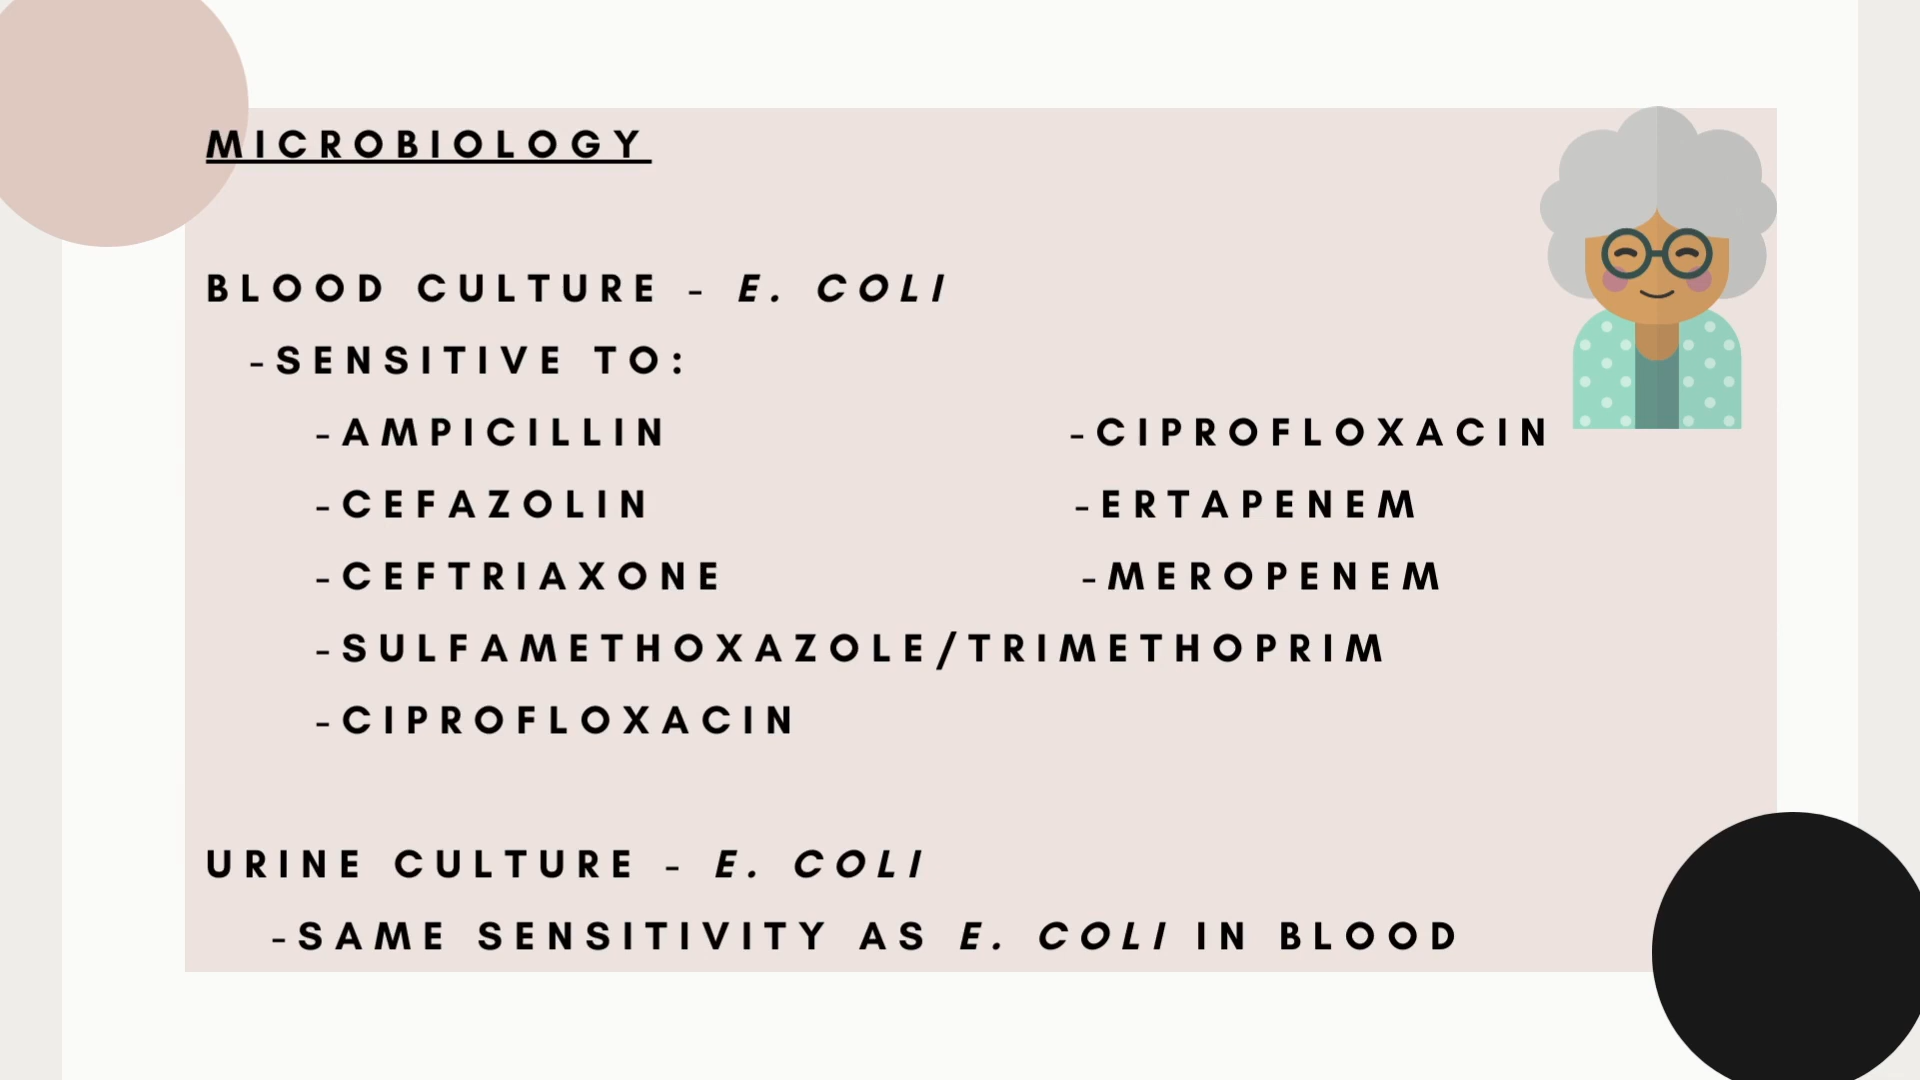 MICROBIOLOGY
BLOOD CULTURE - E. COLI
-SENSITIVE TO:
-AMPICILLIN -CIPROFLOXACIN
-CEFAZOLIN -ERTAPENEM
-CEFTRIAXONE -MEROPENEM
-SULFAMETHOXAZOLE/TRIMETHOPRIM
-CIPROFLOXACIN
URINE CULTURE - E. COLI
-SAME SENSITIVITY AS E. COLI IN BLOOD